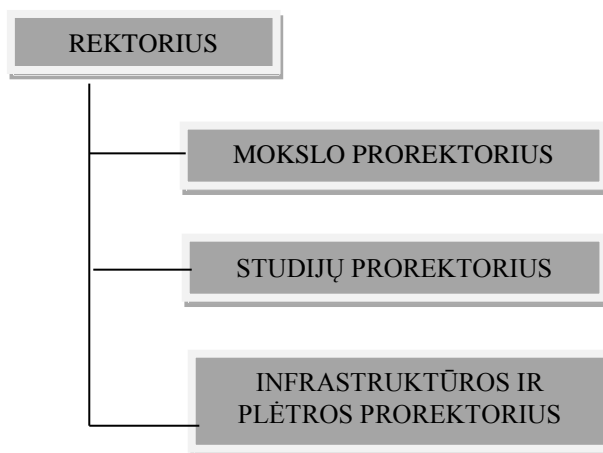 REKTORIUS
MOKSLO PROREKTORIUS
STUDIJŲ PROREKTORIUS
INFRASTRUKTŪROS IR
PLĖTROS PROREKTORIUS